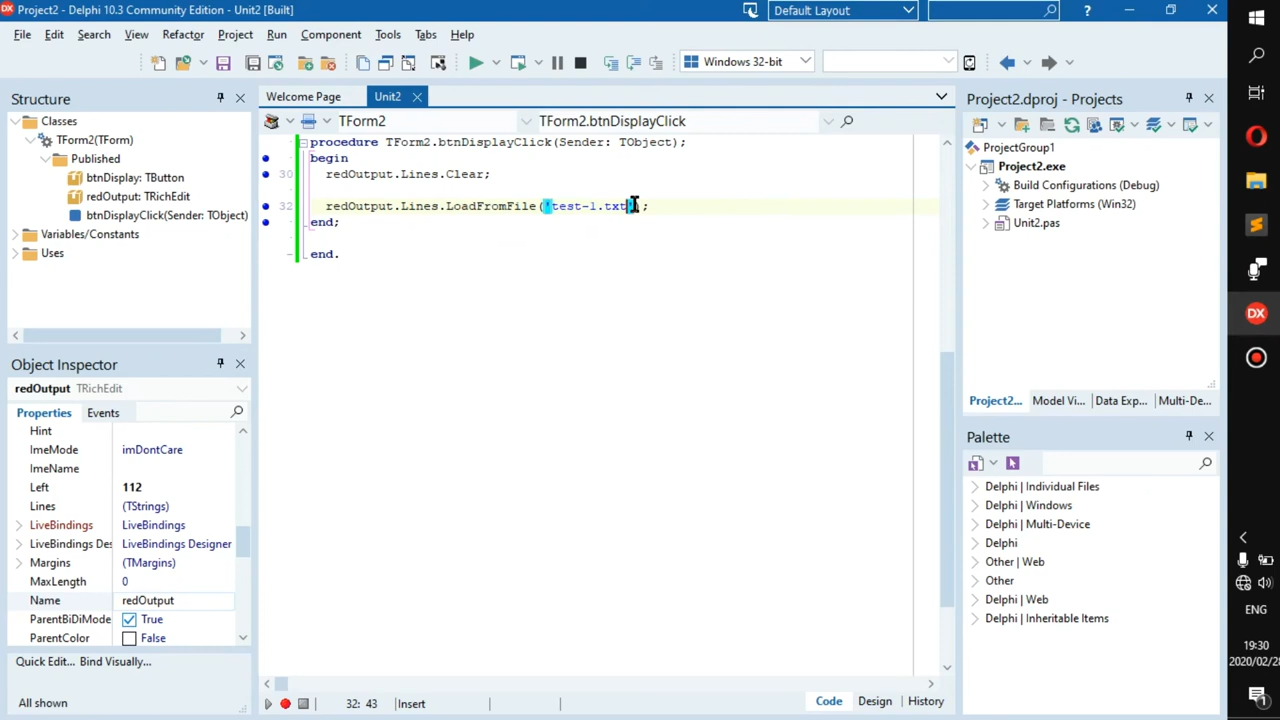 Project2 - Delphi 10.3 Community Edition - Unit2 [Built]
Default Layout
File Edit Search View Refactor Project Run Component Tools Tabs Help
Windows 32-bit
Structure
Classes
TForm2(TForm)
Published
btnDisplay: TButton
redOutput: TRichEdit
btnDisplayClick(Sender: TObject)
Variables/Constants
Uses
Object Inspector
redOutput TRichEdit
Properties Events
Hint
ImeMode imDontCare
ImeName
Left 112
Lines (TStrings)
LiveBindings LiveBindings
LiveBindings Des LiveBindings Designer
Margins (TMargins)
MaxLength 0
Name redOutput
ParentBiDiMode True
ParentColor False
Quick Edit... Bind Visually...
All shown
Welcome Page Unit2
TForm2 TForm2.btnDisplayClick
procedure TForm2.btnDisplayClick(Sender: TObject);
begin
30 redOutput.Lines.Clear;
32 redOutput.Lines.LoadFromFile('test-1.txt');
end;
end.
32: 43 Insert
Code Design History
Project2.dproj - Projects
ProjectGroup1
Project2.exe
Build Configurations (Debug)
Target Platforms (Win32)
Unit2.pas
Project2... Model Vi... Data Exp... Multi-De...
Palette
Delphi | Individual Files
Delphi | Windows
Delphi | Multi-Device
Delphi
Other | Web
Other
Delphi | Web
Delphi | Inheritable Items
DX
ENG
19:30
2020/02/28
1